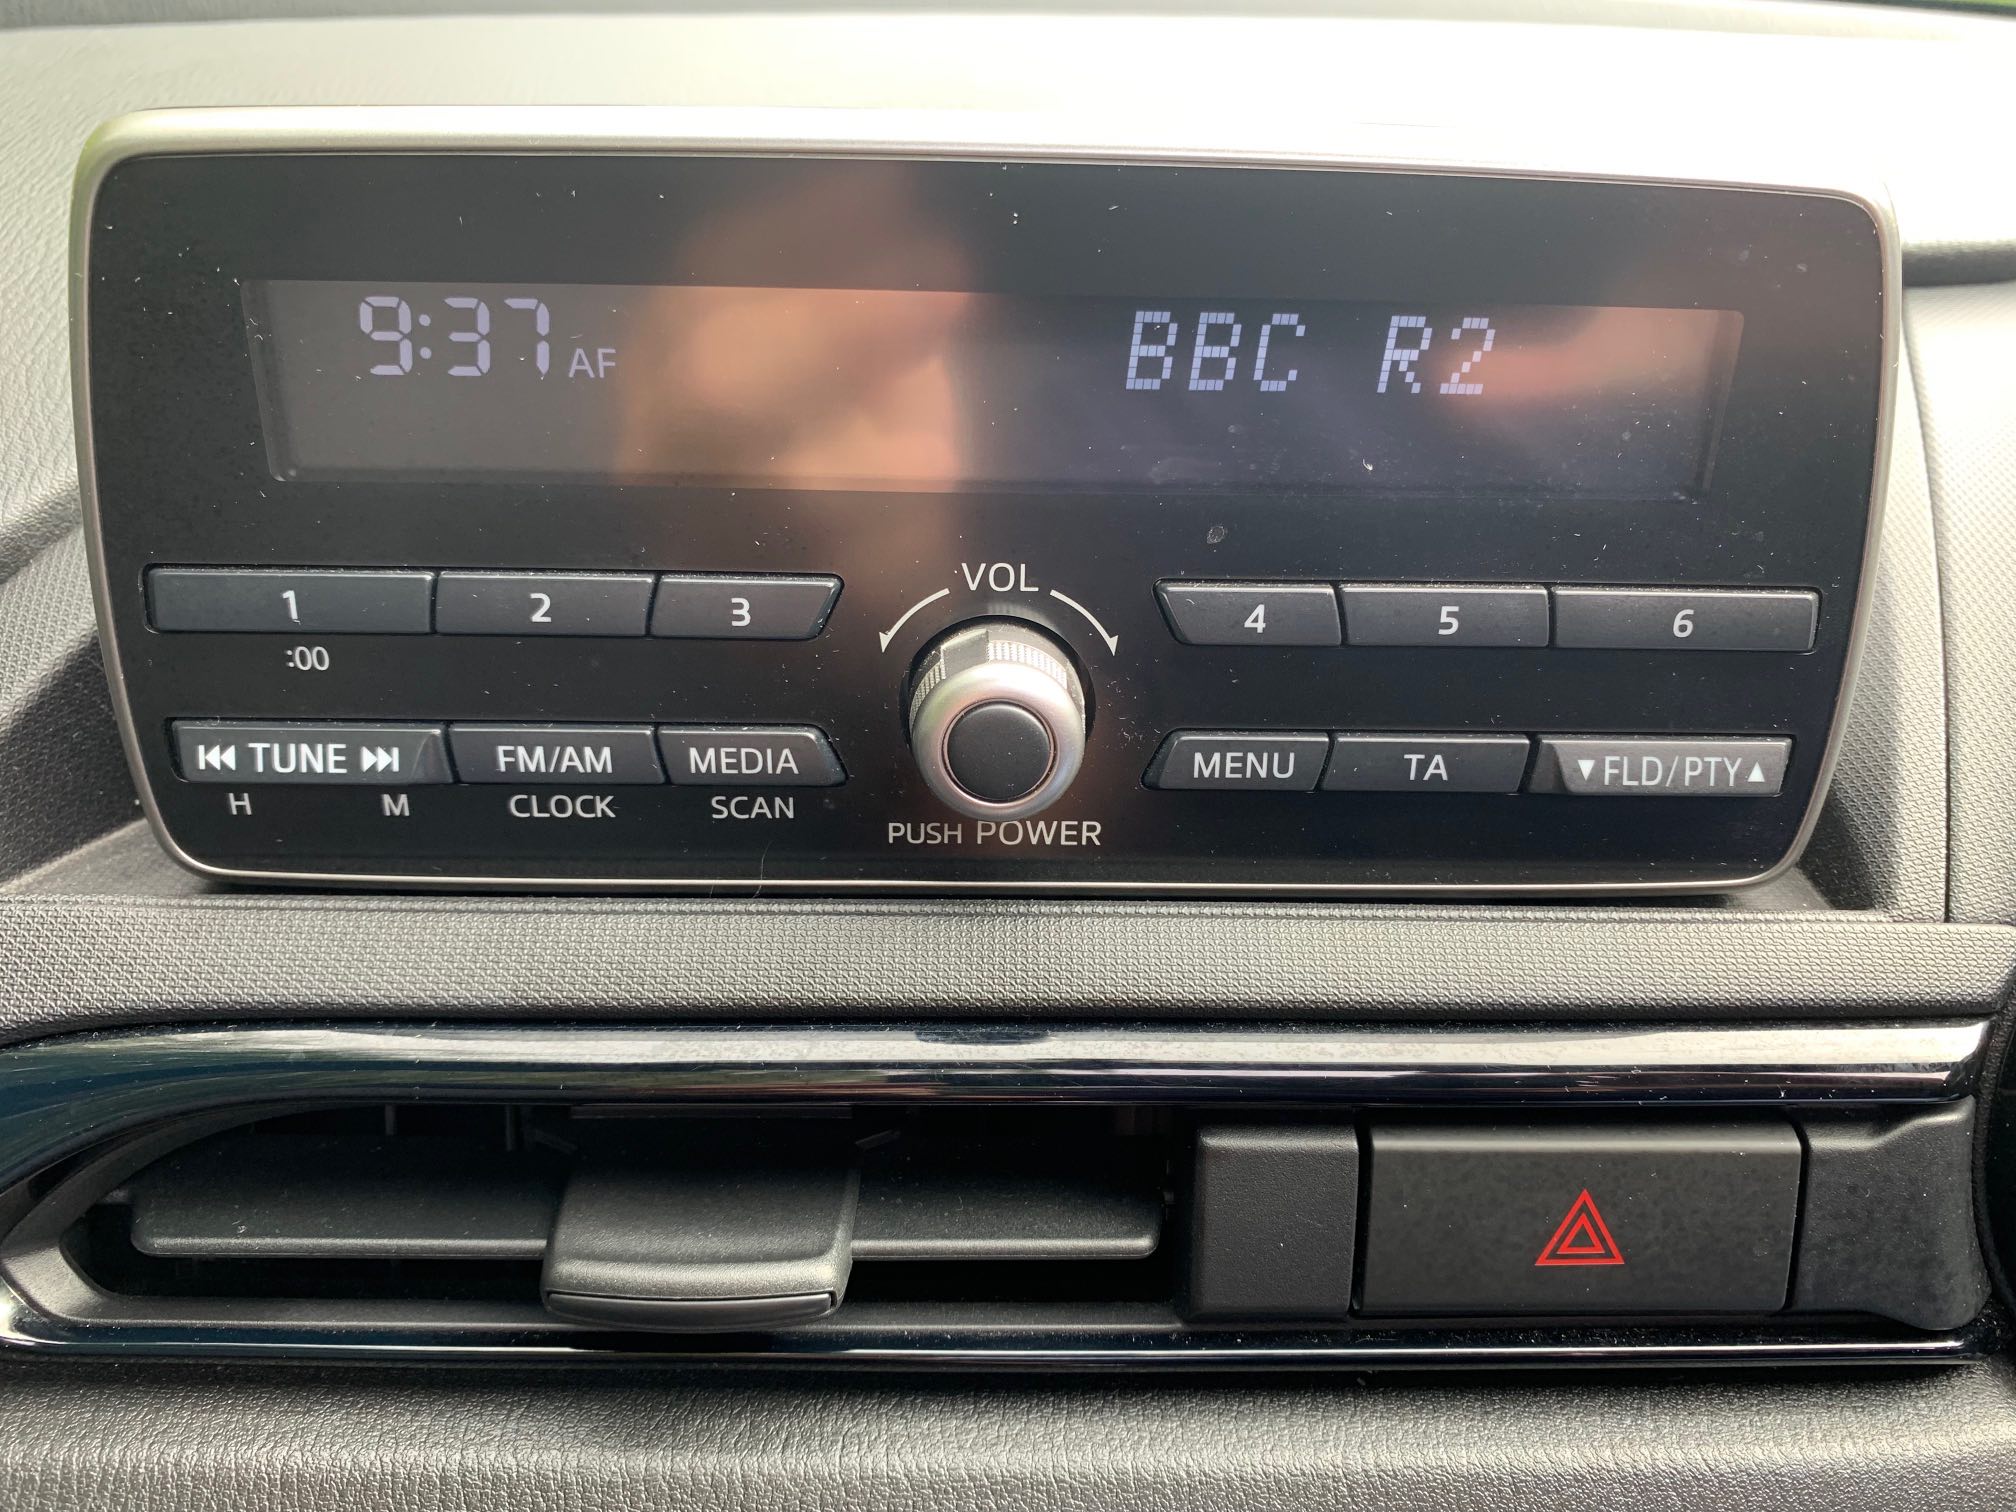 9:37 AF BBC R2
VOL
1 2 3 4 5 6
:00
TUNE FM/AM MEDIA MENU TA ▼FLD/PTY▲
H M CLOCK SCAN
PUSH POWER